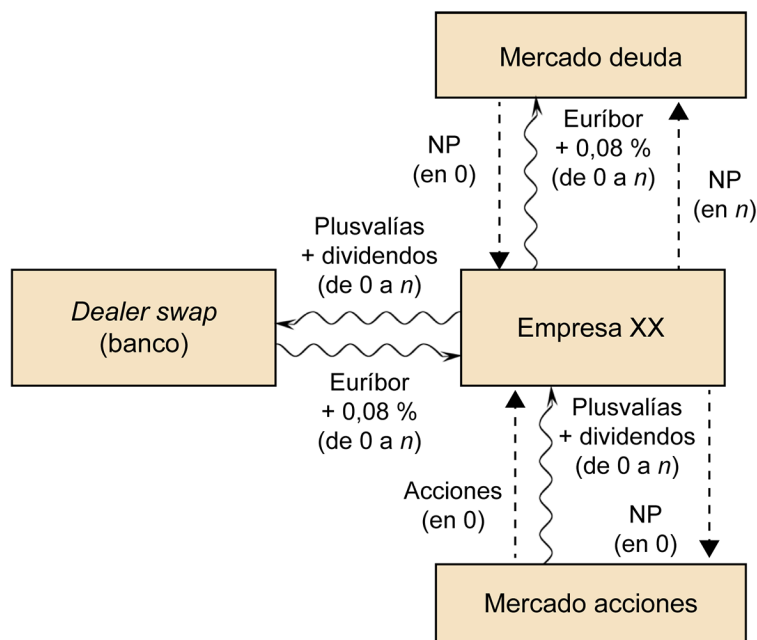 Mercado deuda
NP
(en 0)
Euríbor
+ 0,08 %
(de 0 a n)
NP
(en n)
Plusvalías
+ dividendos
(de 0 a n)
Dealer swap
(banco)
Empresa XX
Euríbor
+ 0,08 %
(de 0 a n)
Plusvalías
+ dividendos
(de 0 a n)
Acciones
(en 0)
NP
(en 0)
Mercado acciones